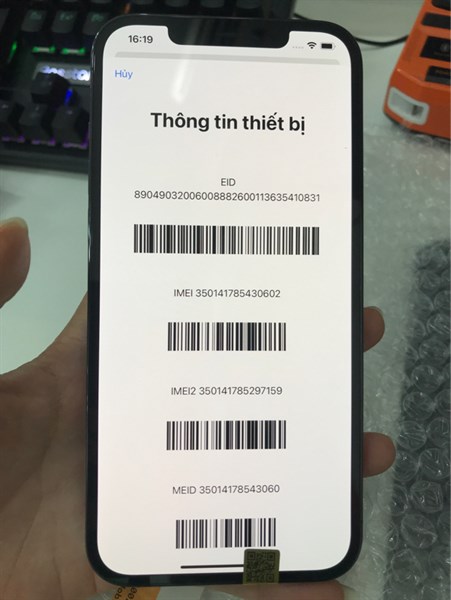 16:19
Hủy
Thông tin thiết bị
EID
89049032006008882600113635410831
IMEI 350141785430602
IMEI2 350141785297159
MEID 35014178543060